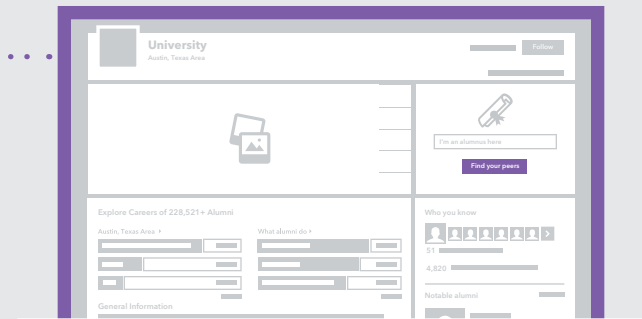 University
Austin, Texas Area
Follow
I'm an alumnus here
Find your peers
Explore Careers of 228,521+ Alumni
Austin, Texas Area
What alumni do
Who you know
51
4,820
General Information
Notable alumni